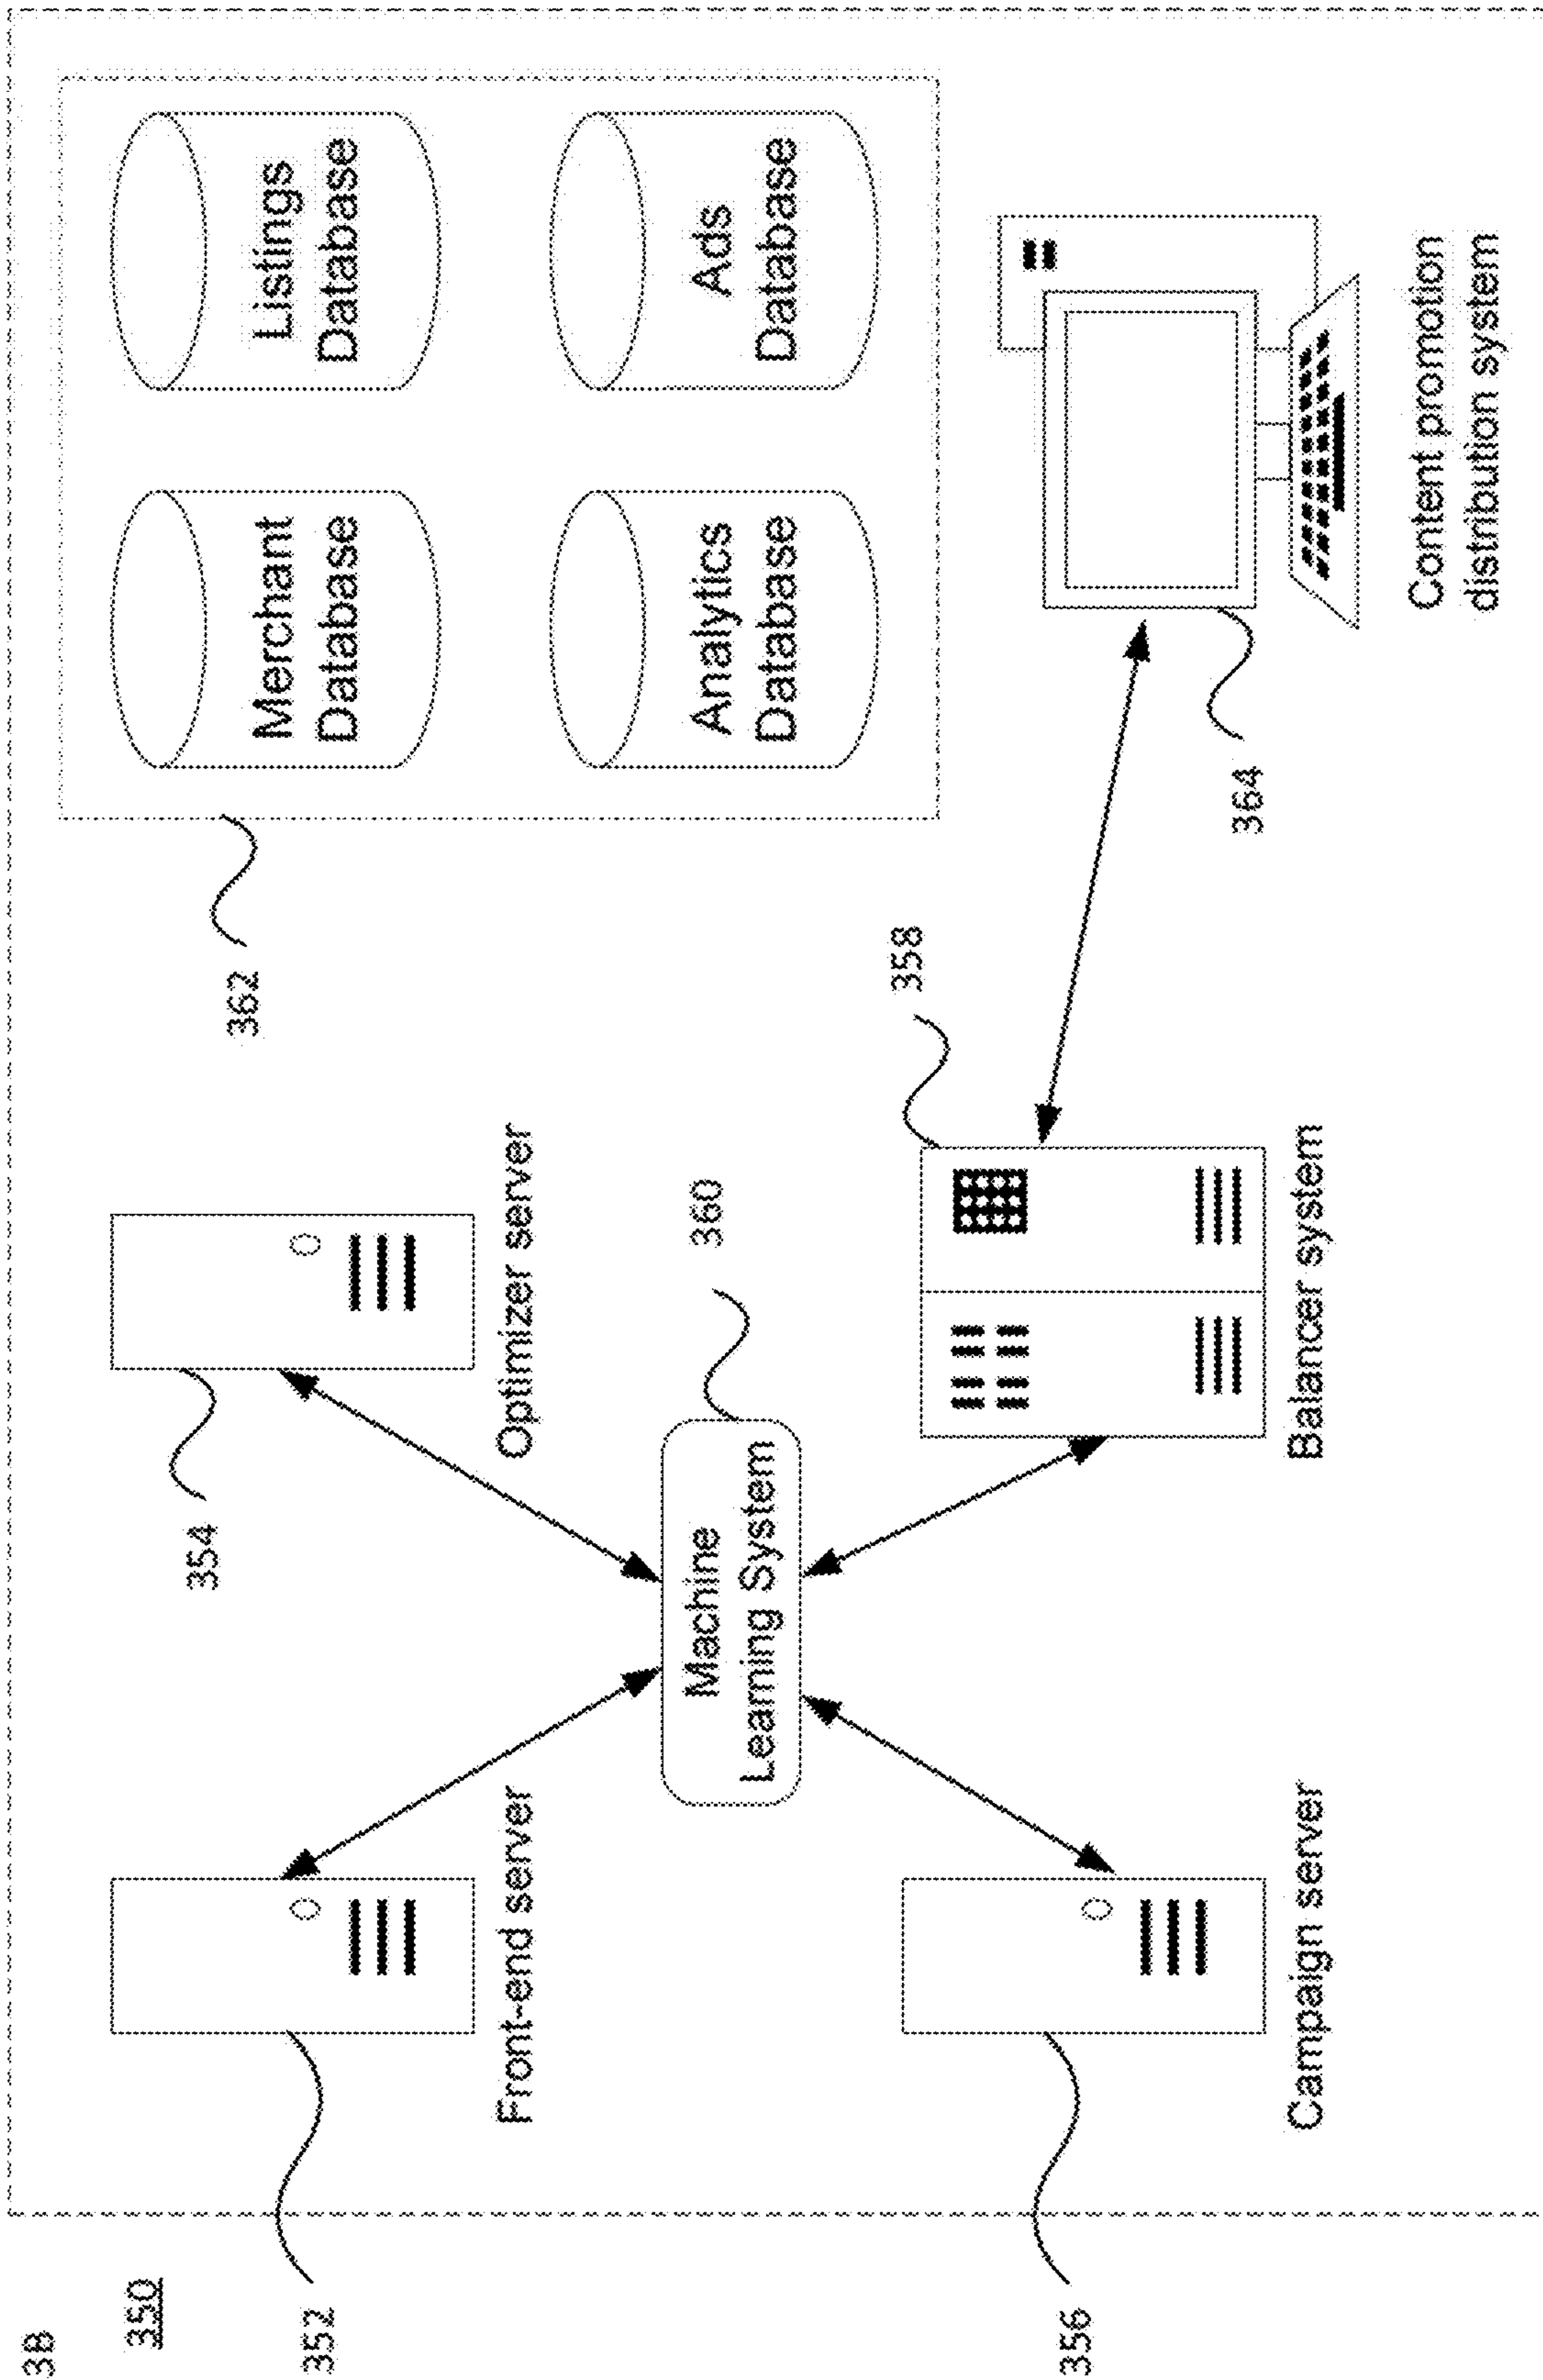 3B
350
352
Front-end server
354
Optimizer server
362
Merchant
Database
Listings
Database
Analytics
Database
Ads
Database
Machine
Learning System
360
356
Campaign server
358
Balancer system
364
Content promotion
distribution system